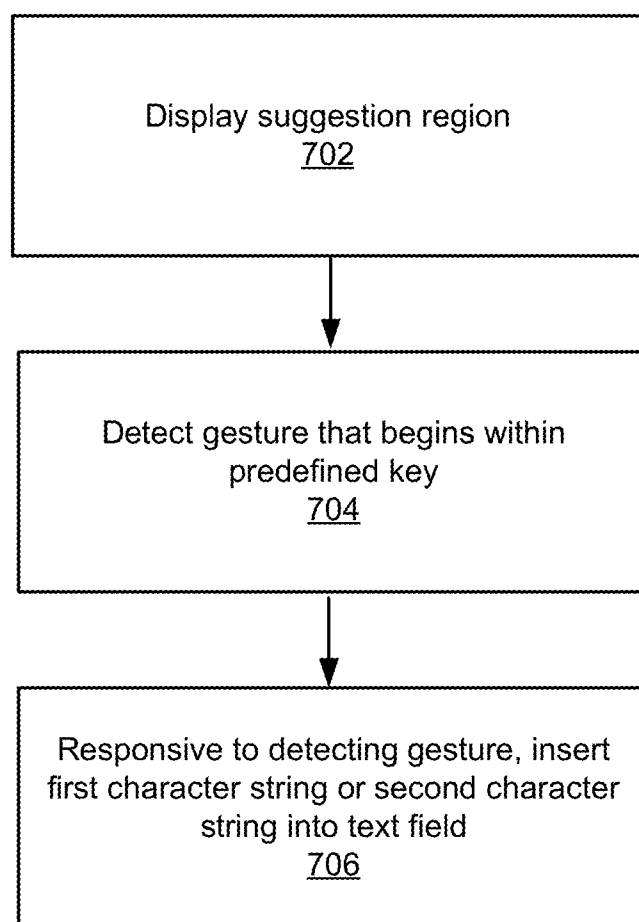 Display suggestion region
702
Detect gesture that begins within
predefined key
704
Responsive to detecting gesture, insert
first character string or second character
string into text field
706